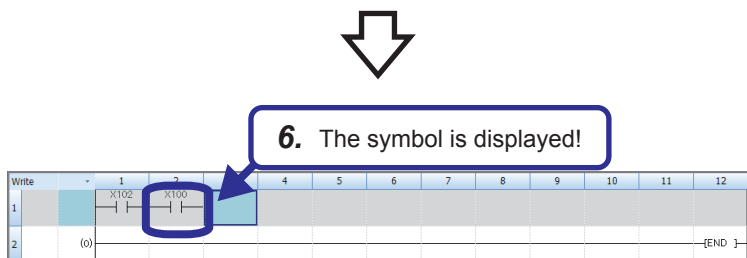 6. The symbol is displayed!
Write 1 2 4 5 6 7 8 9 10 11 12
X102 X100
1
2 (0) [END ]